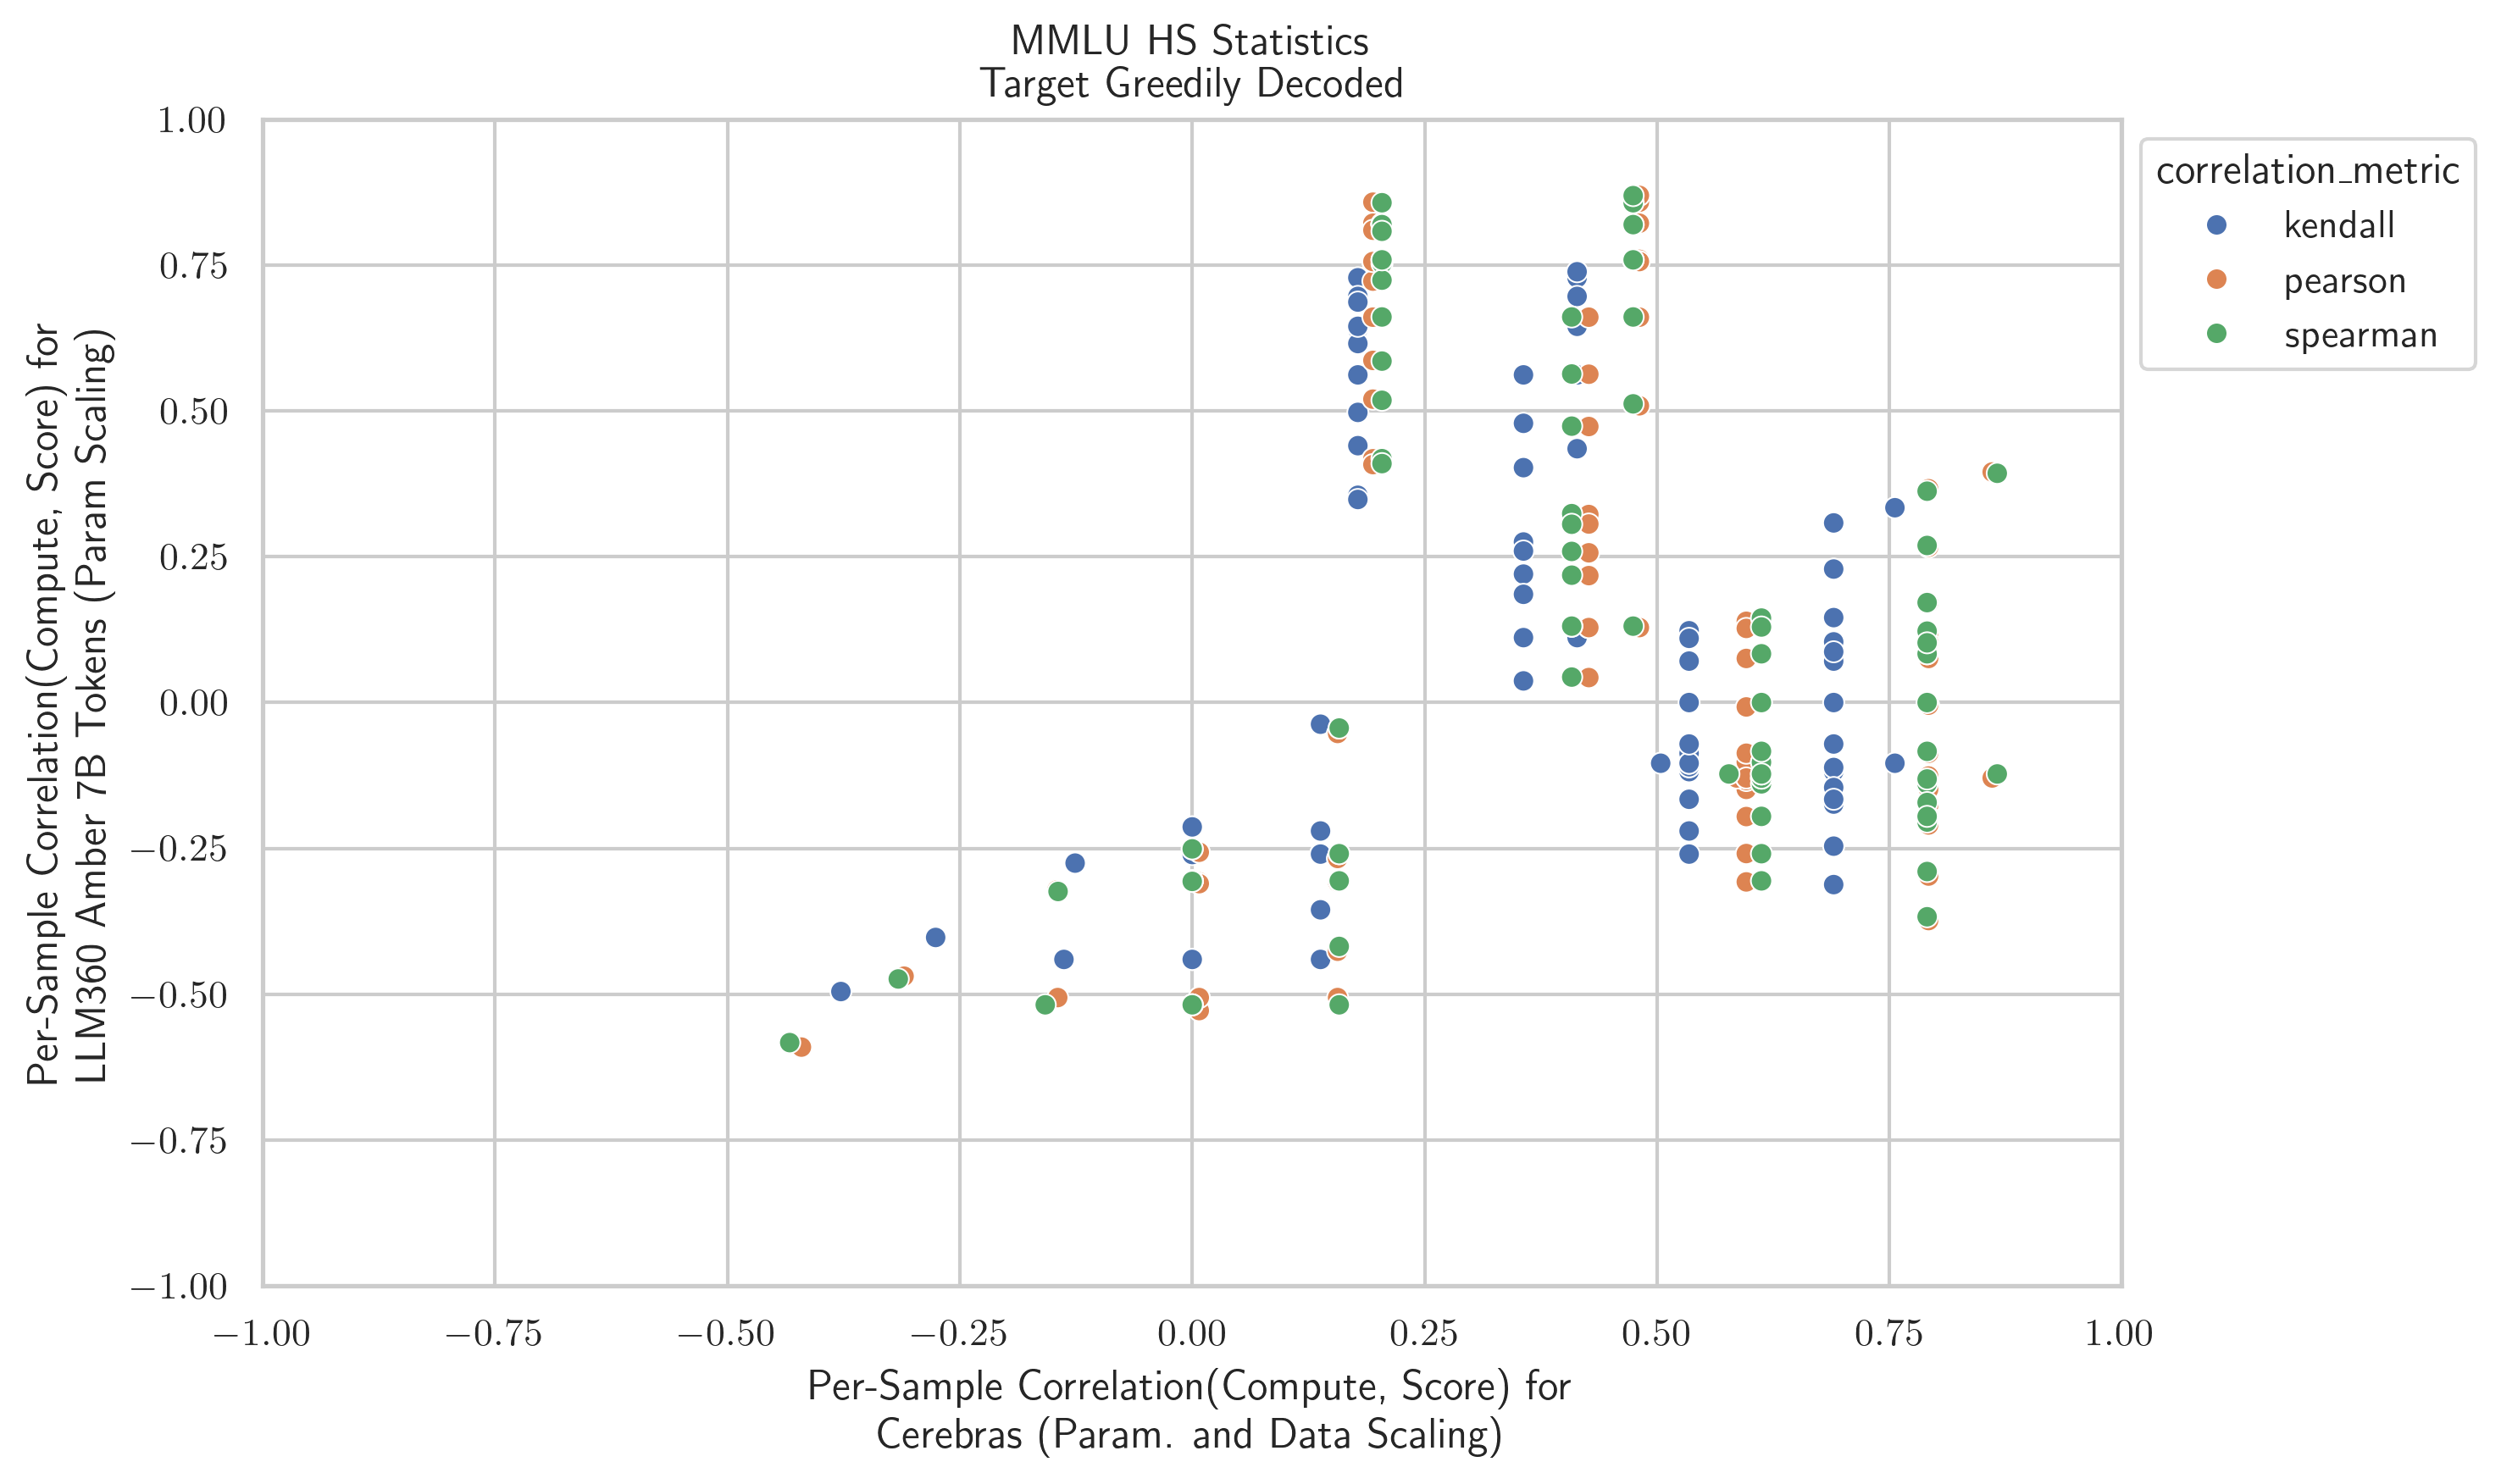 MMLU HS Statistics
Target Greedily Decoded
Per-Sample Correlation(Compute, Score) for
LLM360 Amber 7B Tokens (Param Scaling)
1.00
0.75
0.50
0.25
0.00
−0.25
−0.50
−0.75
−1.00
−1.00 −0.75 −0.50 −0.25 0.00 0.25 0.50 0.75 1.00
Per-Sample Correlation(Compute, Score) for
Cerebras (Param. and Data Scaling)
correlation_metric
kendall
pearson
spearman